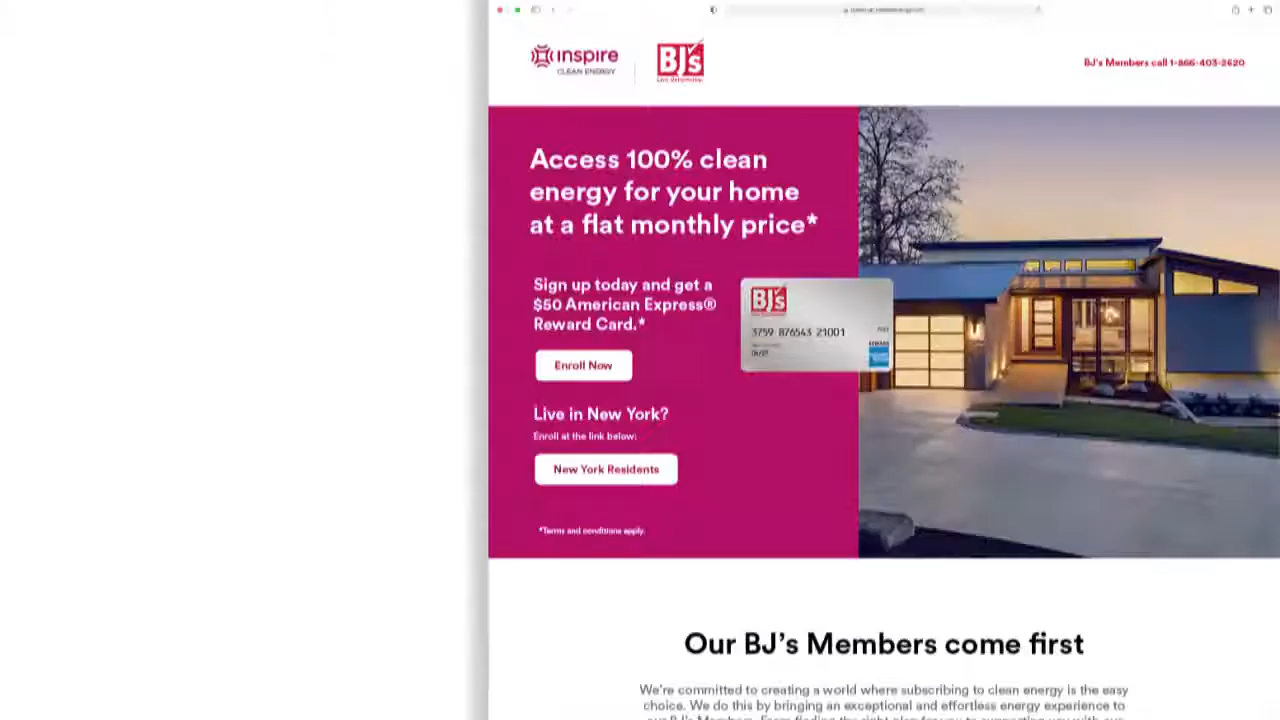 inspire
CLEAN ENERGY
BJ's
BJ's Members call 1-866-403-2620
Access 100% clean
energy for your home
at a flat monthly price*
Sign up today and get a
$50 American Express®
Reward Card.*
BJ's
3759 876543 21001
Enroll Now
Live in New York?
Enroll at the link below:
New York Residents
*Terms and conditions apply.
Our BJ's Members come first
We're committed to creating a world where subscribing to clean energy is the easy
choice. We do this by bringing an exceptional and effortless energy experience to